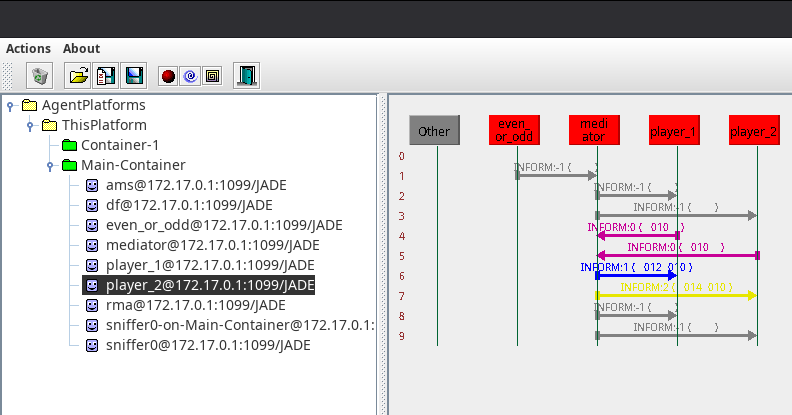 Actions About
AgentPlatforms
ThisPlatform
Container-1
Main-Container
ams@172.17.0.1:1099/JADE
df@172.17.0.1:1099/JADE
even_or_odd@172.17.0.1:1099/JADE
mediator@172.17.0.1:1099/JADE
player_1@172.17.0.1:1099/JADE
player_2@172.17.0.1:1099/JADE
rma@172.17.0.1:1099/JADE
sniffer0-on-Main-Container@172.17.0.1:
sniffer0@172.17.0.1:1099/JADE
Other
even_
or_odd
medi
ator
player_1
player_2
0
1 INFORM:-1 ( )
2 INFORM:-1 ( )
3 INFORM:-1 ( )
4 INFORM:0 ( 010 )
5 INFORM:0 ( 010 )
6 INFORM:1 ( 012 010 )
7 INFORM:2 ( 014 010 )
8 INFORM:-1 ( )
9 INFORM:-1 ( )